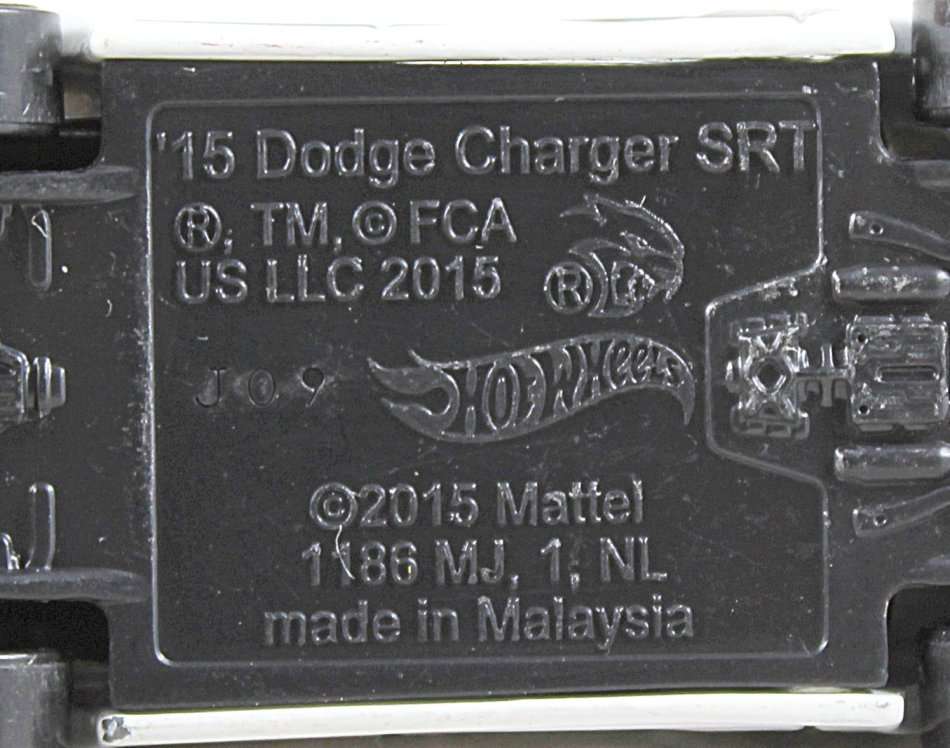 '15 Dodge Charger SRT
®, TM, © FCA
US LLC 2015
®
J09
HOT WHEELS
©2015 Mattel
1186 MJ, 1, NL
made in Malaysia